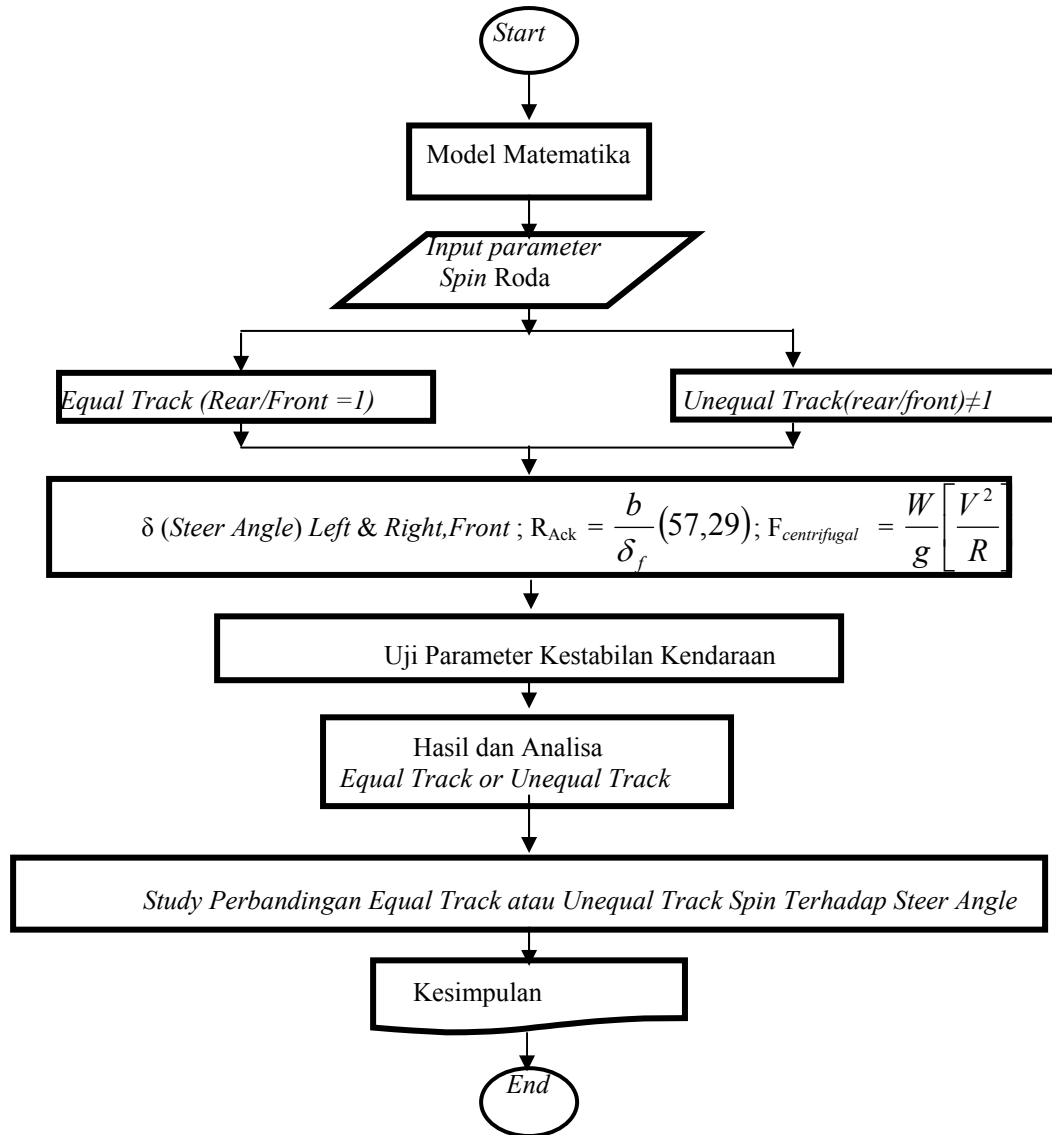 Start
Model Matematika
Input parameter
Spin Roda
Equal Track (Rear/Front =1)
Unequal Track(rear/front)≠1
δ (Steer Angle) Left & Right,Front ; R_Ack = b/δ_f (57,29); F_centrifugal = W/g [V²/R]
Uji Parameter Kestabilan Kendaraan
Hasil dan Analisa
Equal Track or Unequal Track
Study Perbandingan Equal Track atau Unequal Track Spin Terhadap Steer Angle
Kesimpulan
End